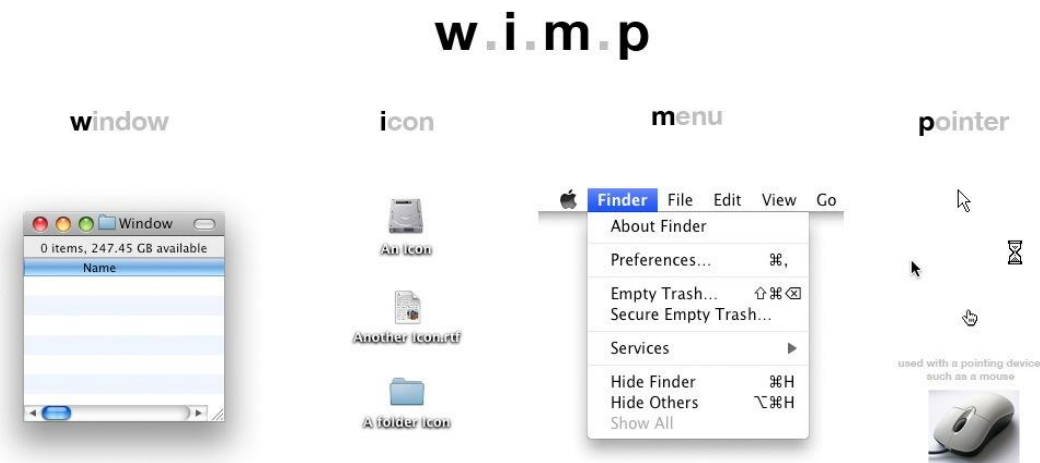 w.i.m.p
window
icon
menu
pointer
Window
0 items, 247.45 GB available
Name
An Icon
Another Icon.rtf
A folder Icon
Finder File Edit View Go
About Finder
Preferences... ⌘,
Empty Trash... ⇧⌘⌫
Secure Empty Trash...
Services ▶
Hide Finder ⌘H
Hide Others ⌥⌘H
Show All
used with a pointing device
such as a mouse